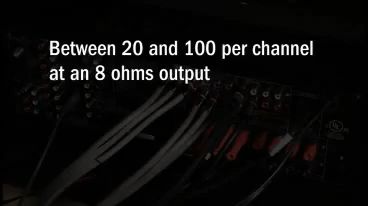 Between 20 and 100 per channel
at an 8 ohms output